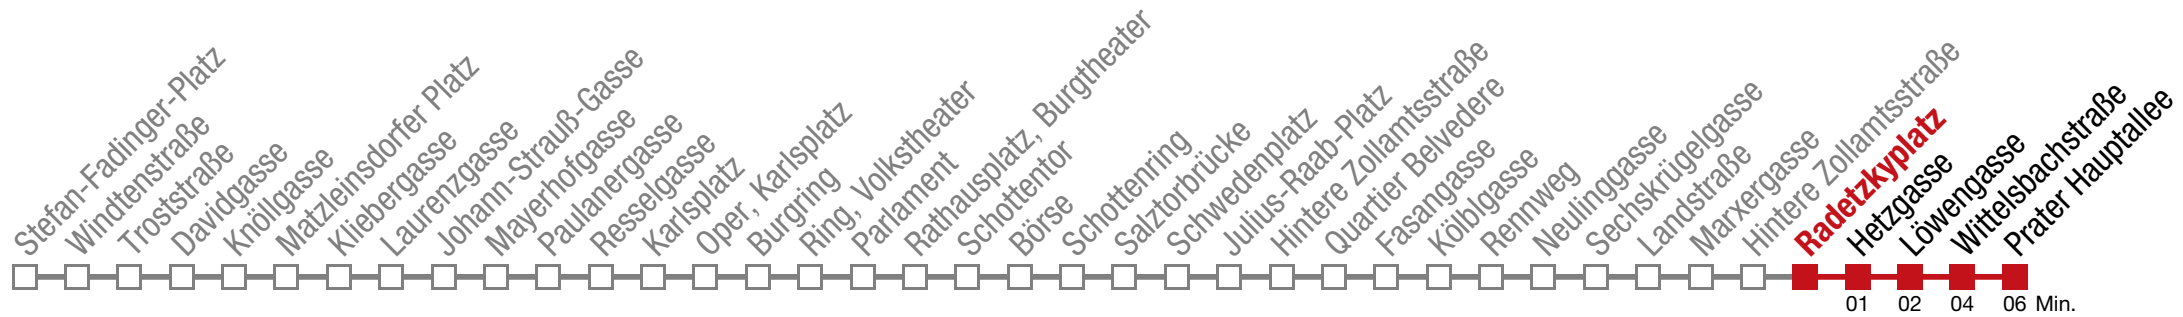 Stefan-Fadinger-Platz
Windtenstraße
Troststraße
Davidgasse
Knöllgasse
Matzleinsdorfer Platz
Kliebergasse
Laurenzgasse
Johann-Strauß-Gasse
Mayerhofgasse
Paulanergasse
Resselgasse
Karlsplatz
Oper, Karlsplatz
Burgring
Ring, Volkstheater
Parlament
Rathausplatz, Burgtheater
Schottentor
Börse
Schottenring
Salztorbrücke
Schwedenplatz
Julius-Raab-Platz
Hintere Zollamtsstraße
Quartier Belvedere
Fasangasse
Kölblgasse
Rennweg
Neulinggasse
Sechskrügelgasse
Landstraße
Marxergasse
Hintere Zollamtsstraße
Radetzkyplatz
Hetzgasse
Löwengasse
Wittelsbachstraße
Prater Hauptallee
01 02 04 06 Min.